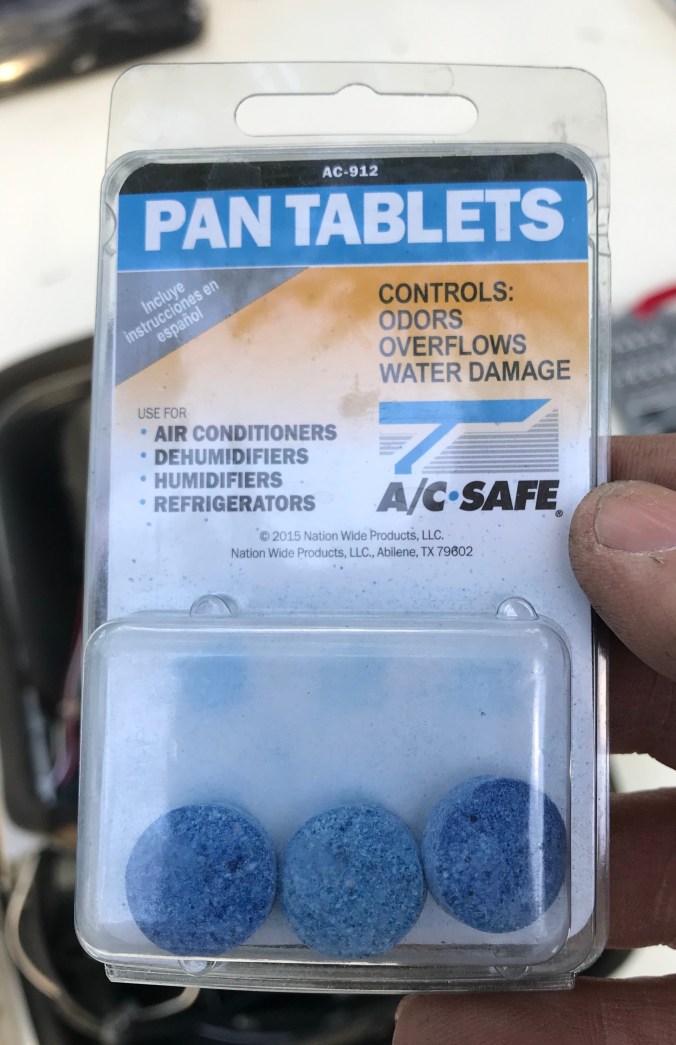 AC-912
PAN TABLETS
Incluye
instrucciones en
español
CONTROLS:
ODORS
OVERFLOWS
WATER DAMAGE
USE FOR
• AIR CONDITIONERS
• DEHUMIDIFIERS
• HUMIDIFIERS
• REFRIGERATORS
A/C•SAFE®
© 2015 Nation Wide Products, LLC.
Nation Wide Products, LLC., Abilene, TX 79602